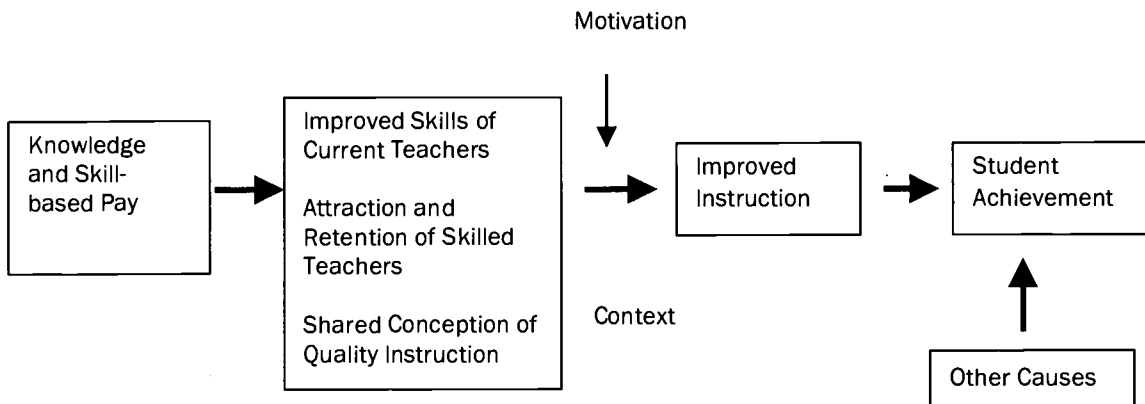 Motivation
Knowledge
and Skill-
based Pay
Improved Skills of
Current Teachers
Attraction and
Retention of Skilled
Teachers
Shared Conception of
Quality Instruction
Context
Improved
Instruction
Student
Achievement
Other Causes